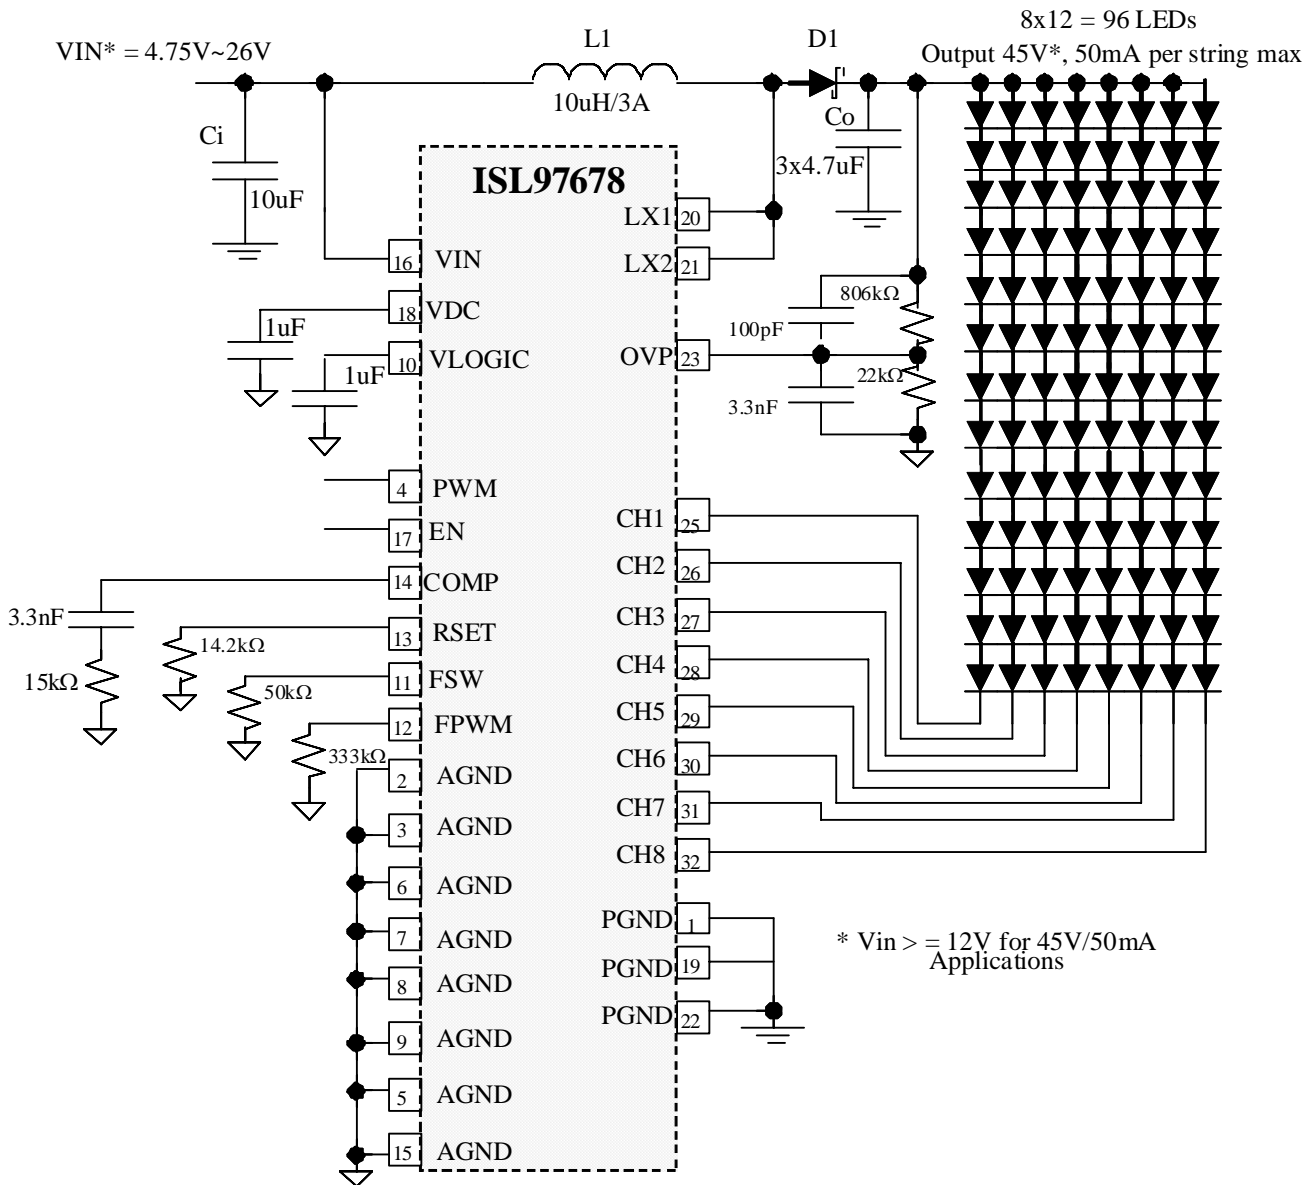 8x12 = 96 LEDs
VIN* = 4.75V~26V
L1
D1
Output 45V*, 50mA per string max
10uH/3A
Co
Ci
3x4.7uF
10uF
ISL97678
LX1
20
16
VIN
LX2
21
18
VDC
806kΩ
1uF
100pF
10
VLOGIC
OVP
23
1uF
22kΩ
3.3nF
4
PWM
CH1
25
17
EN
CH2
26
14
COMP
3.3nF
CH3
27
13
RSET
14.2kΩ
CH4
28
15kΩ
11
FSW
50kΩ
CH5
29
12
FPWM
333kΩ
CH6
30
2
AGND
CH7
31
3
AGND
CH8
32
6
AGND
PGND
1
7
AGND
* Vin > = 12V for 45V/50mA
Applications
PGND
19
8
AGND
PGND
22
9
AGND
5
AGND
15
AGND